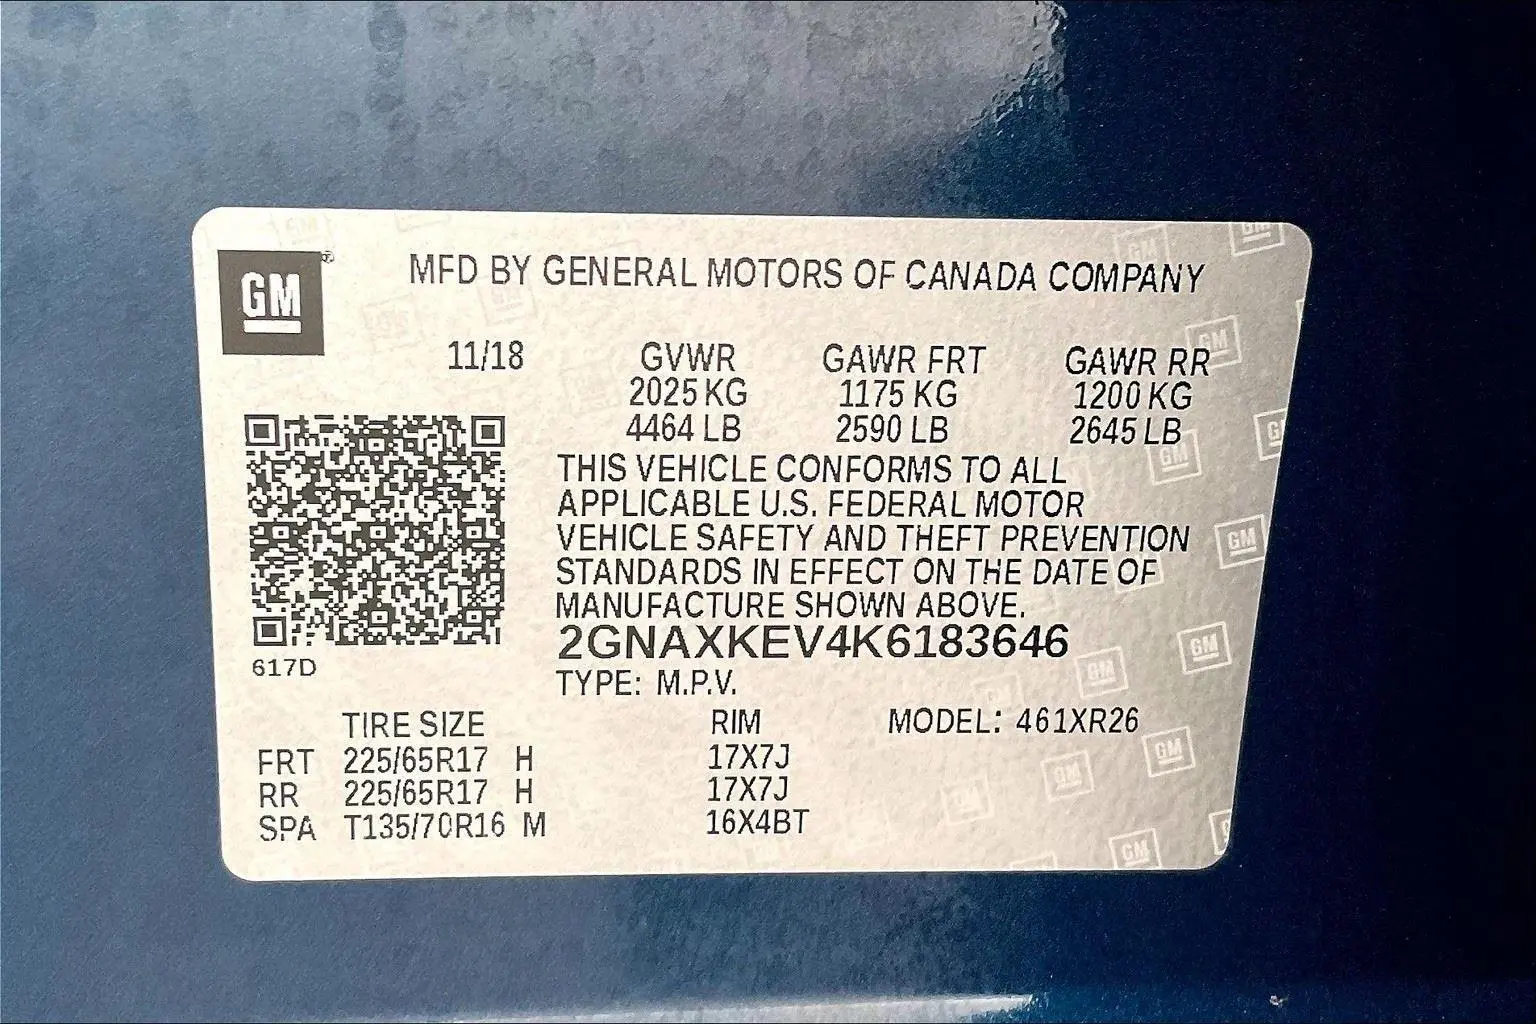 GM
MFD BY GENERAL MOTORS OF CANADA COMPANY
11/18 GVWR GAWR FRT GAWR RR
2025 KG 1175 KG 1200 KG
4464 LB 2590 LB 2645 LB
THIS VEHICLE CONFORMS TO ALL
APPLICABLE U.S. FEDERAL MOTOR
VEHICLE SAFETY AND THEFT PREVENTION
STANDARDS IN EFFECT ON THE DATE OF
MANUFACTURE SHOWN ABOVE.
2GNAXKEV4K6183646
617D
TYPE: M.P.V.
TIRE SIZE RIM MODEL: 461XR26
FRT 225/65R17 H 17X7J
RR 225/65R17 H 17X7J
SPA T135/70R16 M 16X4BT